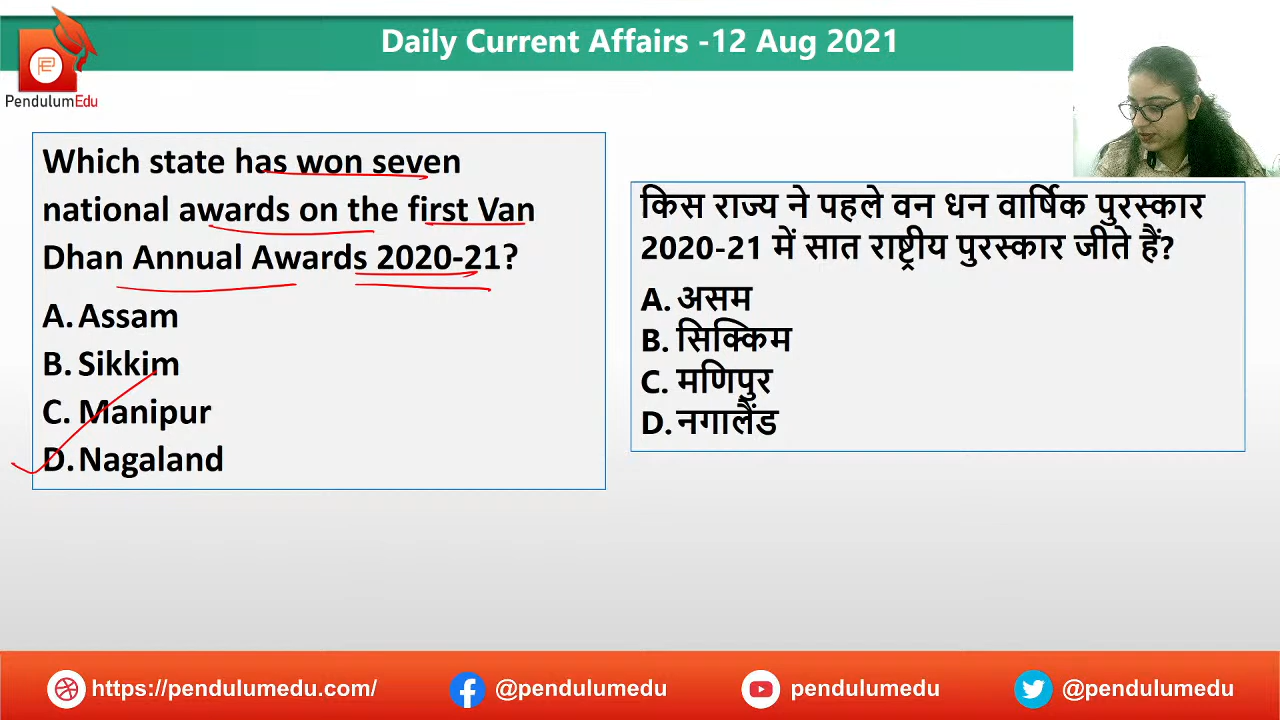 Daily Current Affairs -12 Aug 2021
PendulumEdu
Which state has won seven
national awards on the first Van
Dhan Annual Awards 2020-21?
A. Assam
B. Sikkim
C. Manipur
D. Nagaland
किस राज्य ने पहले वन धन वार्षिक पुरस्कार
2020-21 में सात राष्ट्रीय पुरस्कार जीते हैं?
A. असम
B. सिक्किम
C. मणिपुर
D. नगालैंड
https://pendulumedu.com/
@pendulumedu
pendulumedu
@pendulumedu